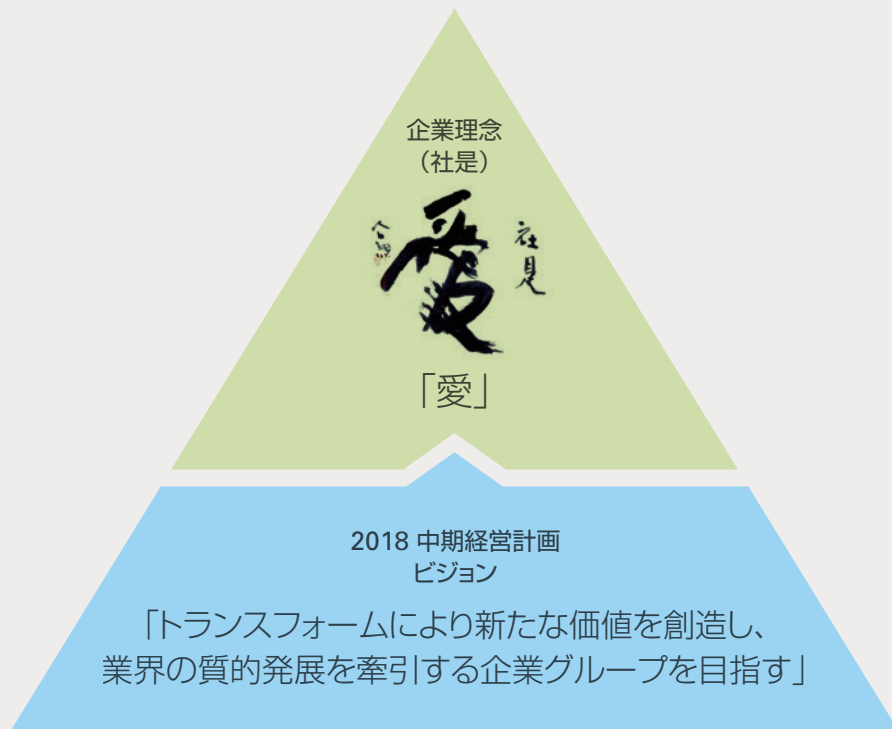 企業理念
（社是）
社是
愛
「愛」
2018 中期経営計画
ビジョン
「トランスフォームにより新たな価値を創造し、
業界の質的発展を牽引する企業グループを目指す」